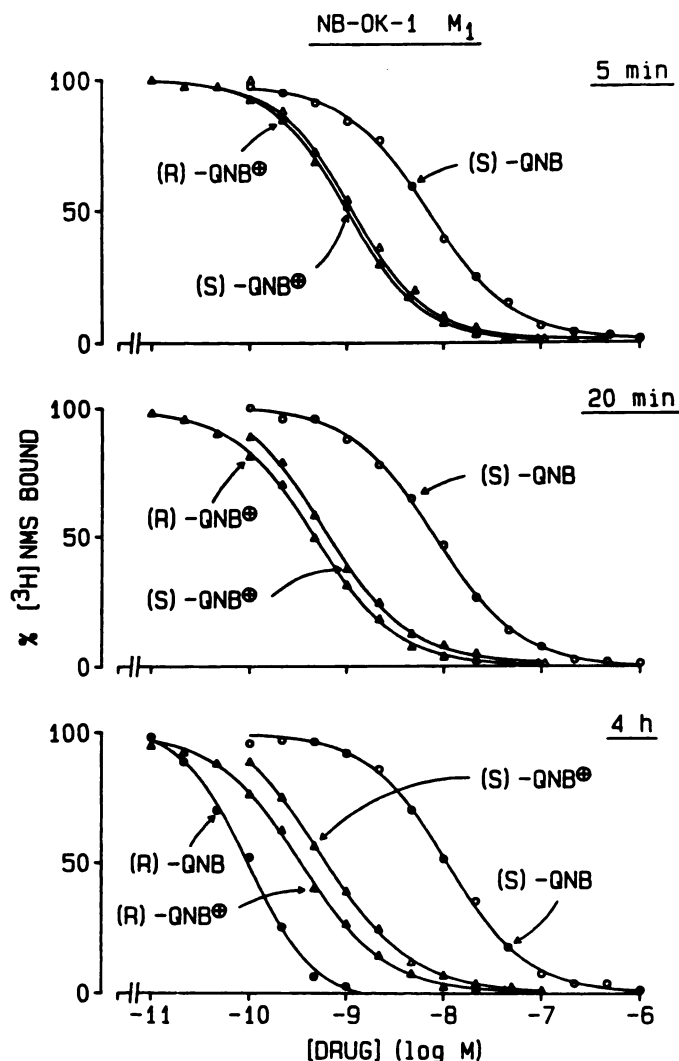 NB-OK-1 M₁
5 min
100
50
0
(R)-QNB⊕
(S)-QNB
(S)-QNB⊕
20 min
100
50
0
(S)-QNB
(R)-QNB⊕
(S)-QNB⊕
% [³H]NMS BOUND
4 h
100
50
0
(S)-QNB⊕
(R)-QNB
(S)-QNB
(R)-QNB⊕
-11 -10 -9 -8 -7 -6
[DRUG] (log M)